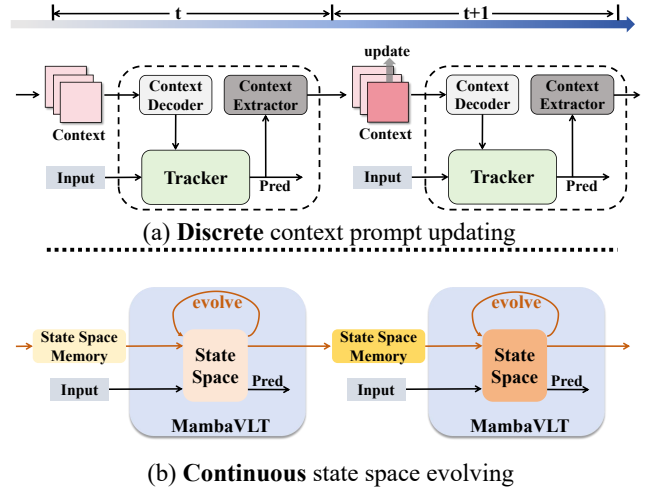 t
t+1
update
Context
Decoder
Context
Extractor
Context
Decoder
Context
Extractor
Context
Context
Input
Tracker
Pred
Input
Tracker
Pred
(a) Discrete context prompt updating
evolve
evolve
State Space
Memory
State
Space
State Space
Memory
State
Space
Input
Pred
Input
Pred
MambaVLT
MambaVLT
(b) Continuous state space evolving